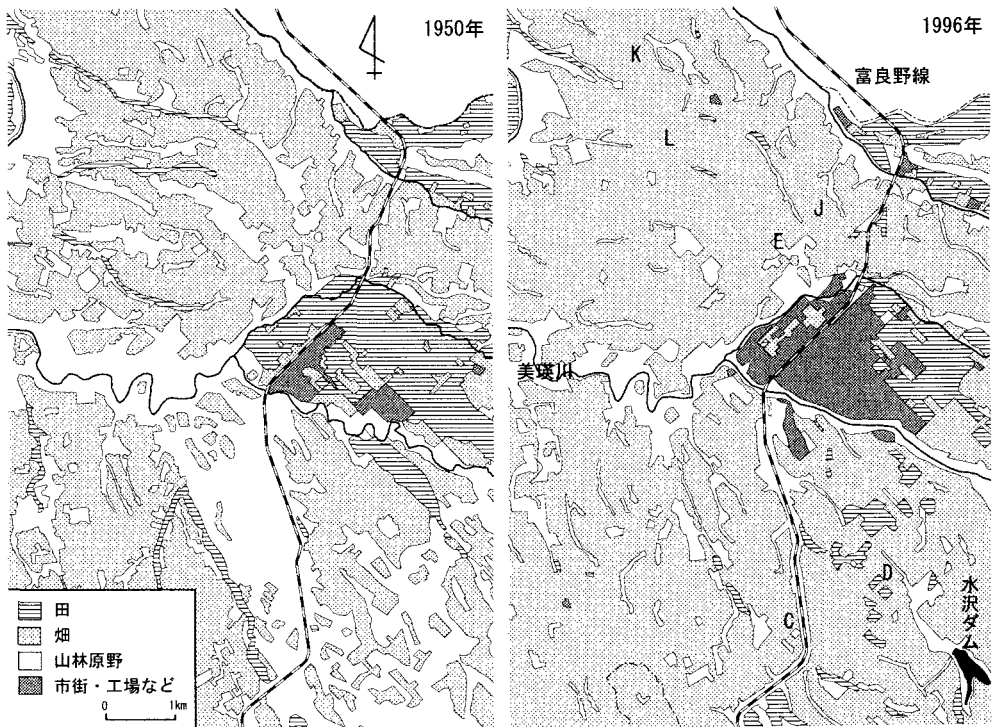 1950年
田
畑
山林原野
市街・工場など
0 1km
1996年
富良野線
K
L
J
E
美瑛川
D
C
水沢ダム